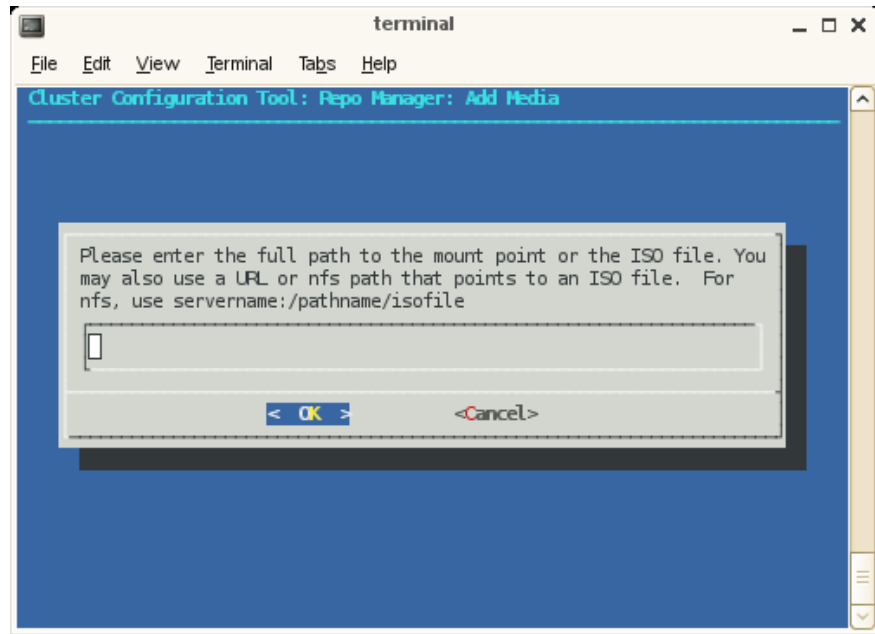 terminal
File Edit View Terminal Tabs Help
Cluster Configuration Tool: Repo Manager: Add Media
Please enter the full path to the mount point or the ISO file. You
may also use a URL or nfs path that points to an ISO file.  For
nfs, use servername:/pathname/isofile
< OK >
<Cancel>